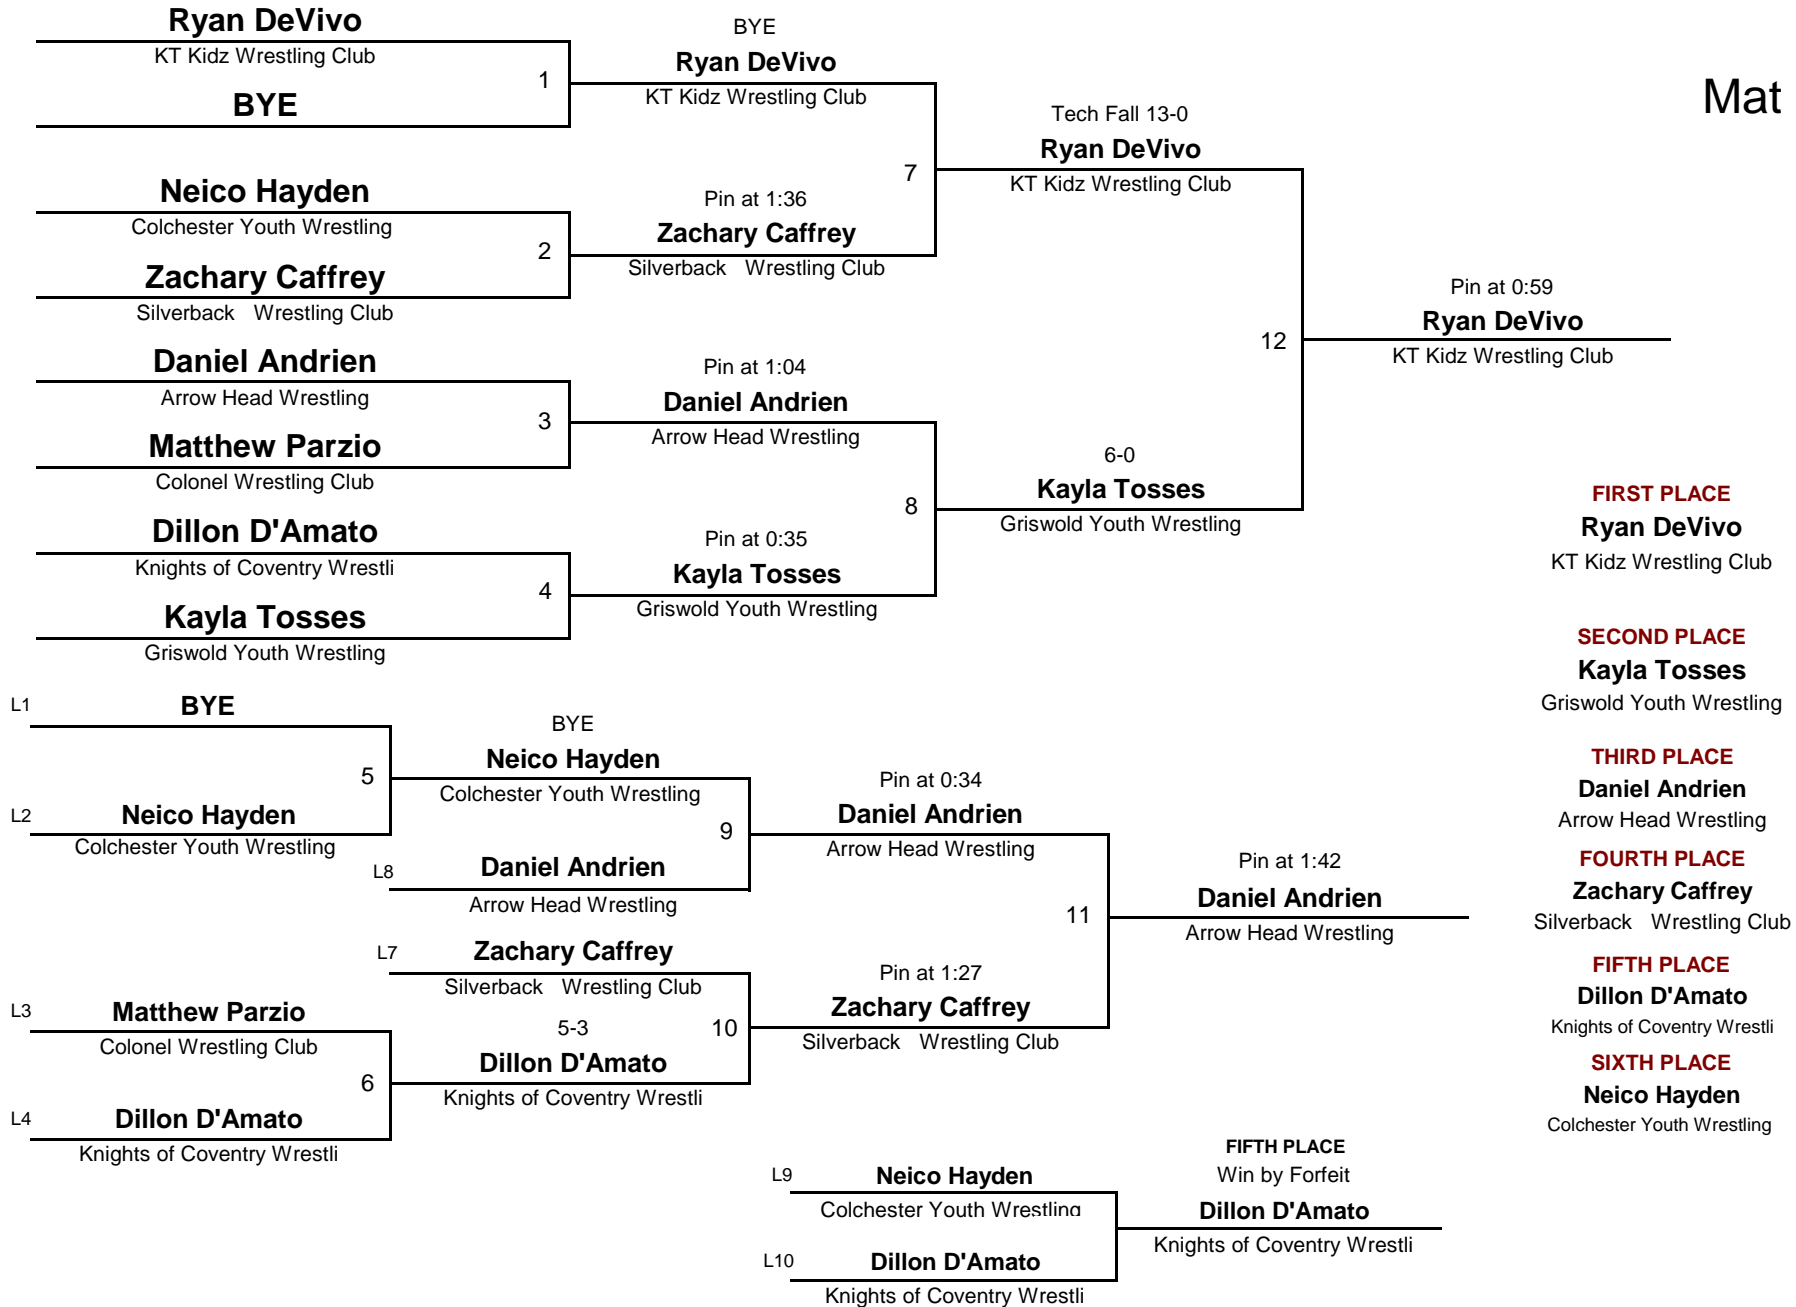 Ryan DeVivo
KT Kidz Wrestling Club
1
BYE
BYE
Ryan DeVivo
KT Kidz Wrestling Club
Mat
Neico Hayden
Colchester Youth Wrestling
2
Zachary Caffrey
Silverback Wrestling Club
Pin at 1:36
Zachary Caffrey
Silverback Wrestling Club
7
Tech Fall 13-0
Ryan DeVivo
KT Kidz Wrestling Club
Daniel Andrien
Arrow Head Wrestling
3
Matthew Parzio
Colonel Wrestling Club
Pin at 1:04
Daniel Andrien
Arrow Head Wrestling
Dillon D'Amato
Knights of Coventry Wrestli
4
Kayla Tosses
Griswold Youth Wrestling
Pin at 0:35
Kayla Tosses
Griswold Youth Wrestling
8
6-0
Kayla Tosses
Griswold Youth Wrestling
12
Pin at 0:59
Ryan DeVivo
KT Kidz Wrestling Club
FIRST PLACE
Ryan DeVivo
KT Kidz Wrestling Club
SECOND PLACE
Kayla Tosses
Griswold Youth Wrestling
THIRD PLACE
Daniel Andrien
Arrow Head Wrestling
FOURTH PLACE
Zachary Caffrey
Silverback Wrestling Club
FIFTH PLACE
Dillon D'Amato
Knights of Coventry Wrestli
SIXTH PLACE
Neico Hayden
Colchester Youth Wrestling
L1 BYE
5
L2 Neico Hayden
Colchester Youth Wrestling
BYE
Neico Hayden
Colchester Youth Wrestling
9
L8 Daniel Andrien
Arrow Head Wrestling
Pin at 0:34
Daniel Andrien
Arrow Head Wrestling
L7 Zachary Caffrey
Silverback Wrestling Club
L3 Matthew Parzio
Colonel Wrestling Club
6
L4 Dillon D'Amato
Knights of Coventry Wrestli
5-3
Dillon D'Amato
Knights of Coventry Wrestli
10
Pin at 1:27
Zachary Caffrey
Silverback Wrestling Club
11
Pin at 1:42
Daniel Andrien
Arrow Head Wrestling
L9 Neico Hayden
Colchester Youth Wrestling
L10 Dillon D'Amato
Knights of Coventry Wrestli
FIFTH PLACE
Win by Forfeit
Dillon D'Amato
Knights of Coventry Wrestli